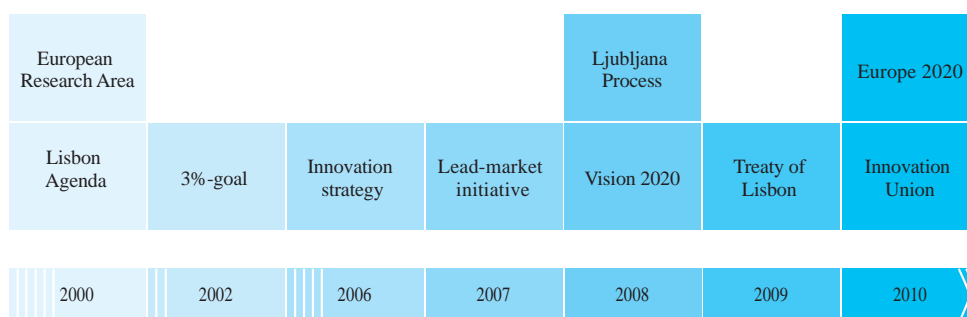 European
Research Area
Ljubljana
Process
Europe 2020
Lisbon
Agenda
3%-goal
Innovation
strategy
Lead-market
initiative
Vision 2020
Treaty of
Lisbon
Innovation
Union
2000
2002
2006
2007
2008
2009
2010